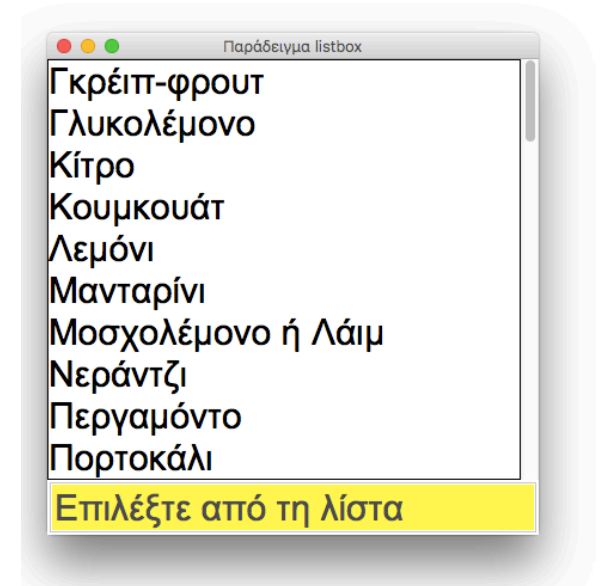 Παράδειγμα listbox
Γκρέιπ-φρουτ
Γλυκολέμονο
Κίτρο
Κουμκουάτ
Λεμόνι
Μανταρίνι
Μοσχολέμονο ή Λάιμ
Νεράντζι
Περγαμόντο
Πορτοκάλι
Επιλέξτε από τη λίστα